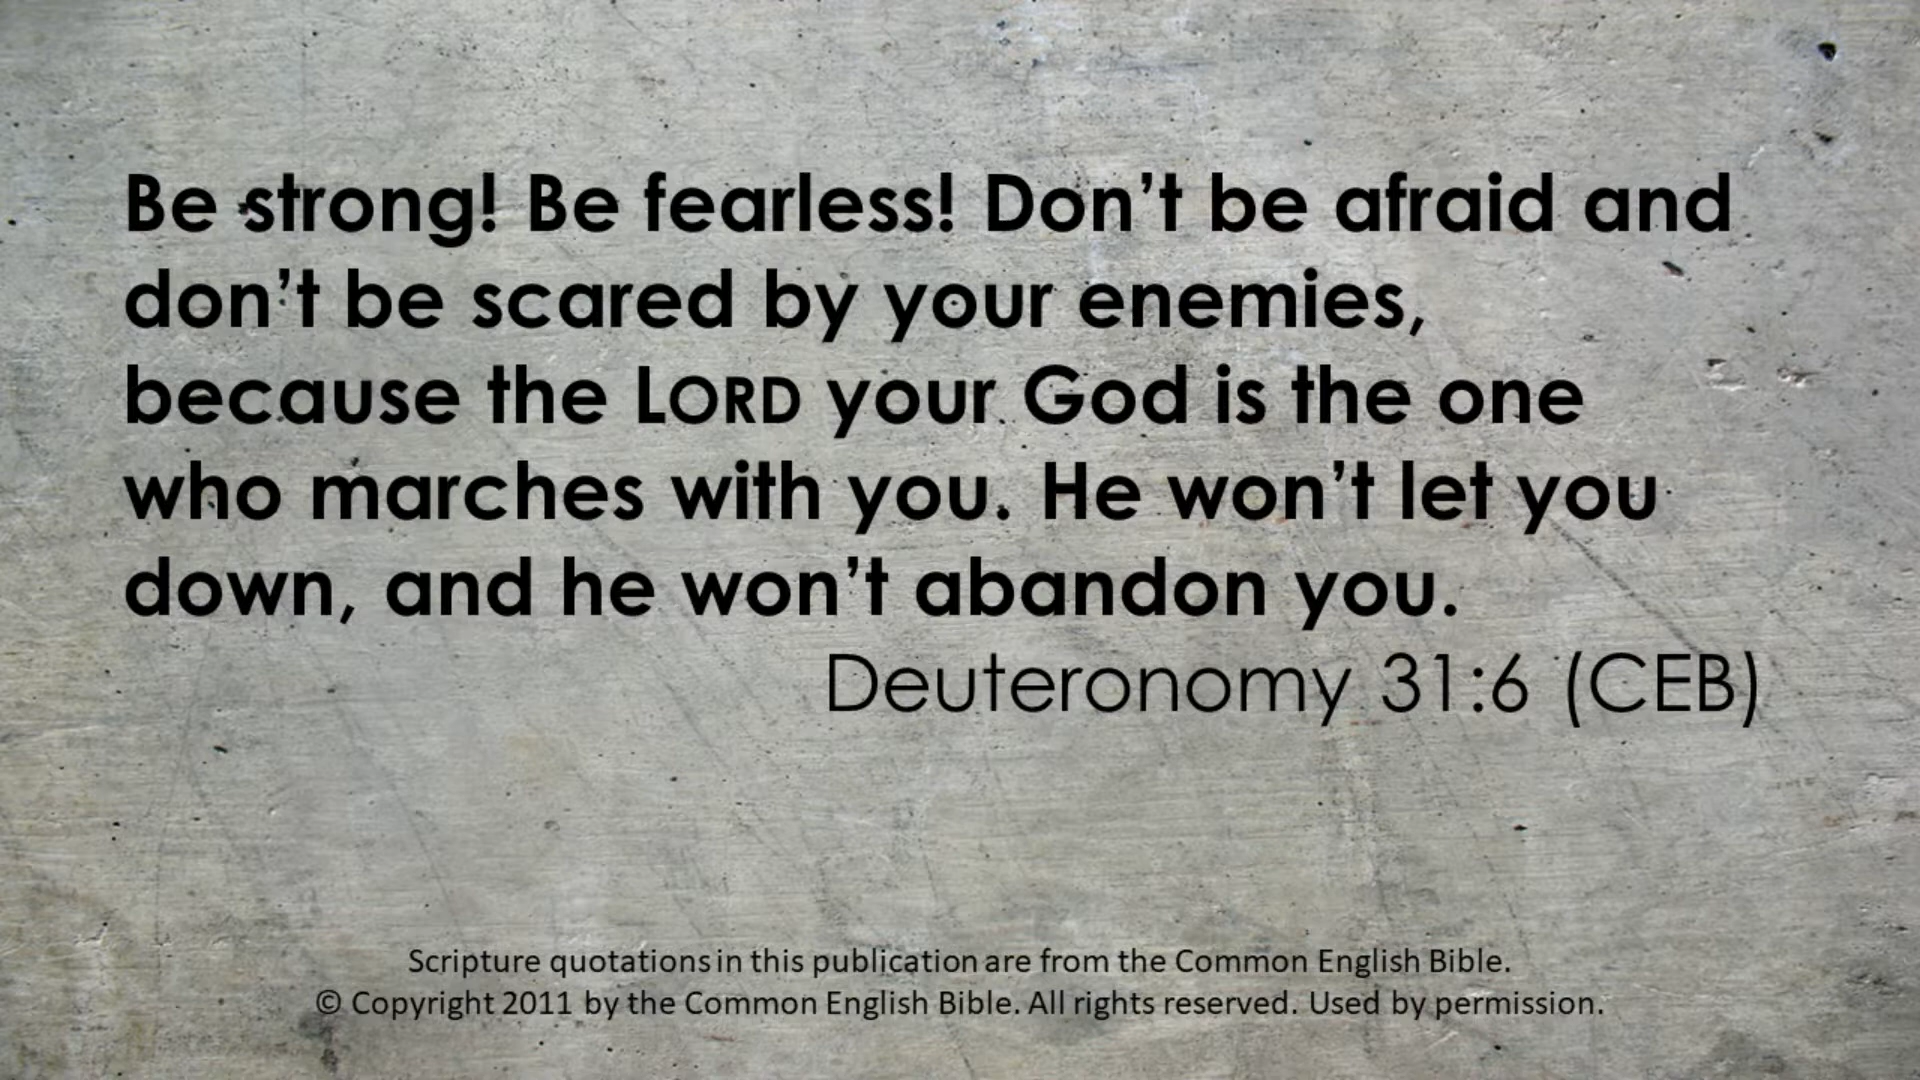 Be strong! Be fearless! Don’t be afraid and
don’t be scared by your enemies,
because the LORD your God is the one
who marches with you. He won’t let you
down, and he won’t abandon you.
Deuteronomy 31:6 (CEB)
Scripture quotations in this publication are from the Common English Bible.
© Copyright 2011 by the Common English Bible. All rights reserved. Used by permission.